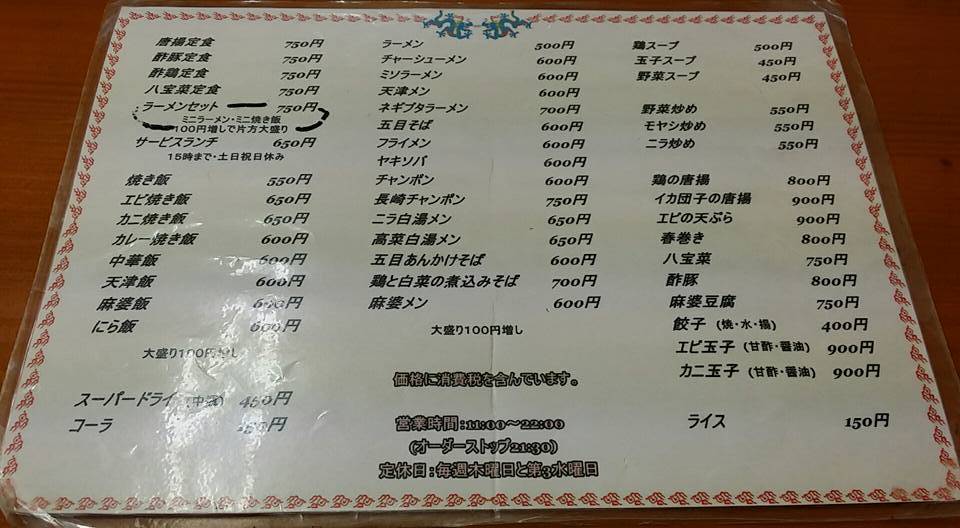 唐揚定食 750円
酢豚定食 750円
酢鶏定食 750円
八宝菜定食 750円
ラーメンセット 750円
ミニラーメン・ミニ焼き飯
100円増しで片方大盛り)
サービスランチ 650円
15時まで・土日祝日休み
焼き飯 550円
エビ焼き飯 650円
カニ焼き飯 650円
カレー焼き飯 600円
中華飯 600円
天津飯 600円
麻婆飯 600円
にら飯 600円
大盛り100円増し
スーパードライ (中瓶) 450円
コーラ 円
ラーメン 500円
チャーシューメン 600円
ミソラーメン 600円
天津メン 600円
ネギブタラーメン 700円
五目そば 600円
フライメン 600円
ヤキソバ 600円
チャンポン 600円
長崎チャンポン 750円
ニラ白湯メン 650円
高菜白湯メン 650円
五目あんかけそば 600円
鶏と白菜の煮込みそば 700円
麻婆メン 600円
大盛り100円増し
価格に消費税を含んでいます。
営業時間:11:00～22:00
(オーダーストップ21:30)
定休日:毎週木曜日と第3水曜日
鶏スープ 500円
玉子スープ 450円
野菜スープ 450円
野菜炒め 550円
モヤシ炒め 550円
ニラ炒め 550円
鶏の唐揚 800円
イカ団子の唐揚 900円
エビの天ぷら 900円
春巻き 800円
八宝菜 750円
酢豚 800円
麻婆豆腐 750円
餃子 (焼・水・揚) 400円
エビ玉子 (甘酢・醤油) 900円
カニ玉子 (甘酢・醤油) 900円
ライス 150円